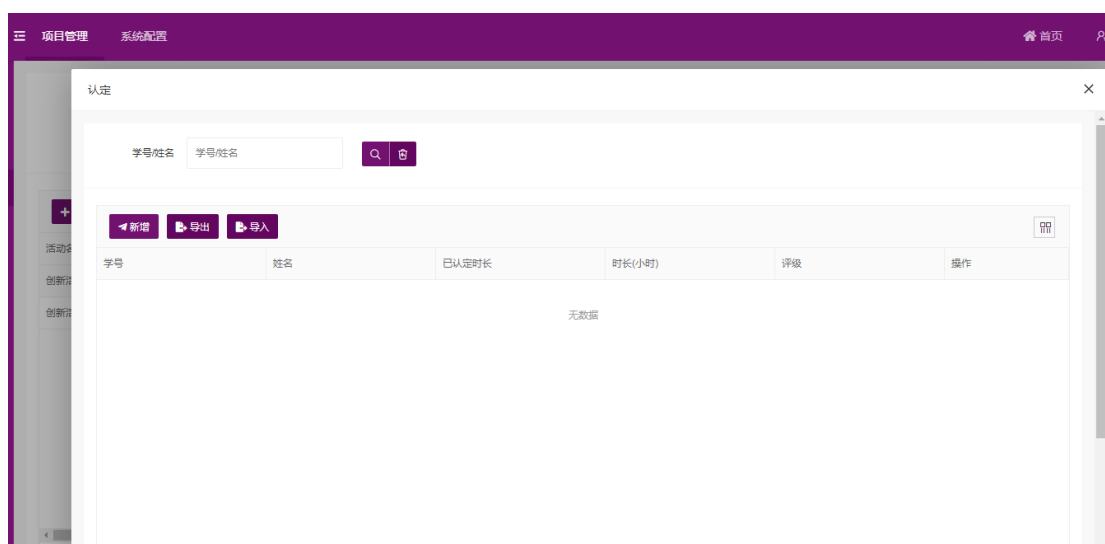 项目管理 系统配置 首页
认定
学号/姓名 学号/姓名
新增 导出 导入
活动名
学号 姓名 已认定时长 时长(小时) 评级 操作
创新活
创新活
无数据